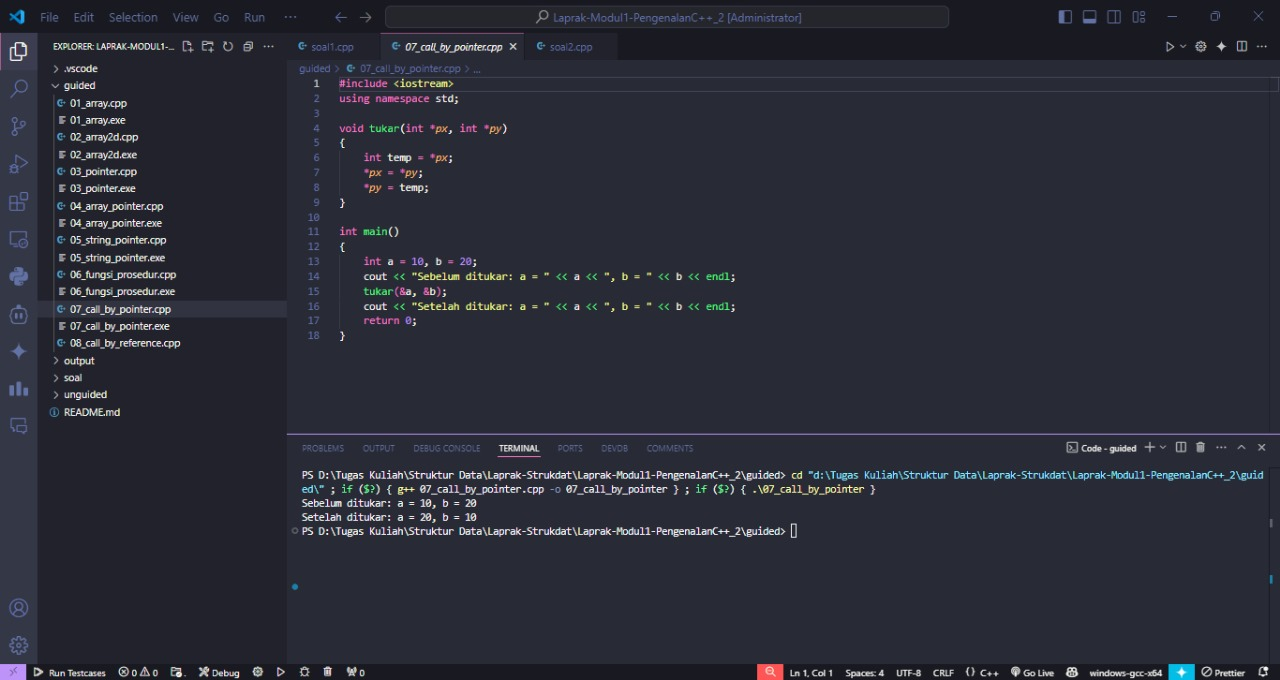 File Edit Selection View Go Run ··· Laprak-Modul1-PengenalanC++_2 [Administrator]
EXPLORER: LAPRAK-MODUL1-...
.vscode
guided
01_array.cpp
01_array.exe
02_array2d.cpp
02_array2d.exe
03_pointer.cpp
03_pointer.exe
04_array_pointer.cpp
04_array_pointer.exe
05_string_pointer.cpp
05_string_pointer.exe
06_fungsi_prosedur.cpp
06_fungsi_prosedur.exe
07_call_by_pointer.cpp
07_call_by_pointer.exe
08_call_by_reference.cpp
output
soal
unguided
README.md
soal1.cpp 07_call_by_pointer.cpp soal2.cpp
guided > 07_call_by_pointer.cpp > ...
1 #include <iostream>
2 using namespace std;
3
4 void tukar(int *px, int *py)
5 {
6     int temp = *px;
7     *px = *py;
8     *py = temp;
9 }
10
11 int main()
12 {
13     int a = 10, b = 20;
14     cout << "Sebelum ditukar: a = " << a << ", b = " << b << endl;
15     tukar(&a, &b);
16     cout << "Setelah ditukar: a = " << a << ", b = " << b << endl;
17     return 0;
18 }
PROBLEMS OUTPUT DEBUG CONSOLE TERMINAL PORTS DEVDB COMMENTS Code - guided
PS D:\Tugas Kuliah\Struktur Data\Laprak-Strukdat\Laprak-Modul1-PengenalanC++_2\guided> cd "d:\Tugas Kuliah\Struktur Data\Laprak-Strukdat\Laprak-Modul1-PengenalanC++_2\guid
ed\" ; if ($?) { g++ 07_call_by_pointer.cpp -o 07_call_by_pointer } ; if ($?) { .\07_call_by_pointer }
Sebelum ditukar: a = 10, b = 20
Setelah ditukar: a = 20, b = 10
PS D:\Tugas Kuliah\Struktur Data\Laprak-Strukdat\Laprak-Modul1-PengenalanC++_2\guided>
Run Testcases 0 0 Debug 0 Ln 1, Col 1 Spaces: 4 UTF-8 CRLF {} C++ Go Live windows-gcc-x64 Prettier